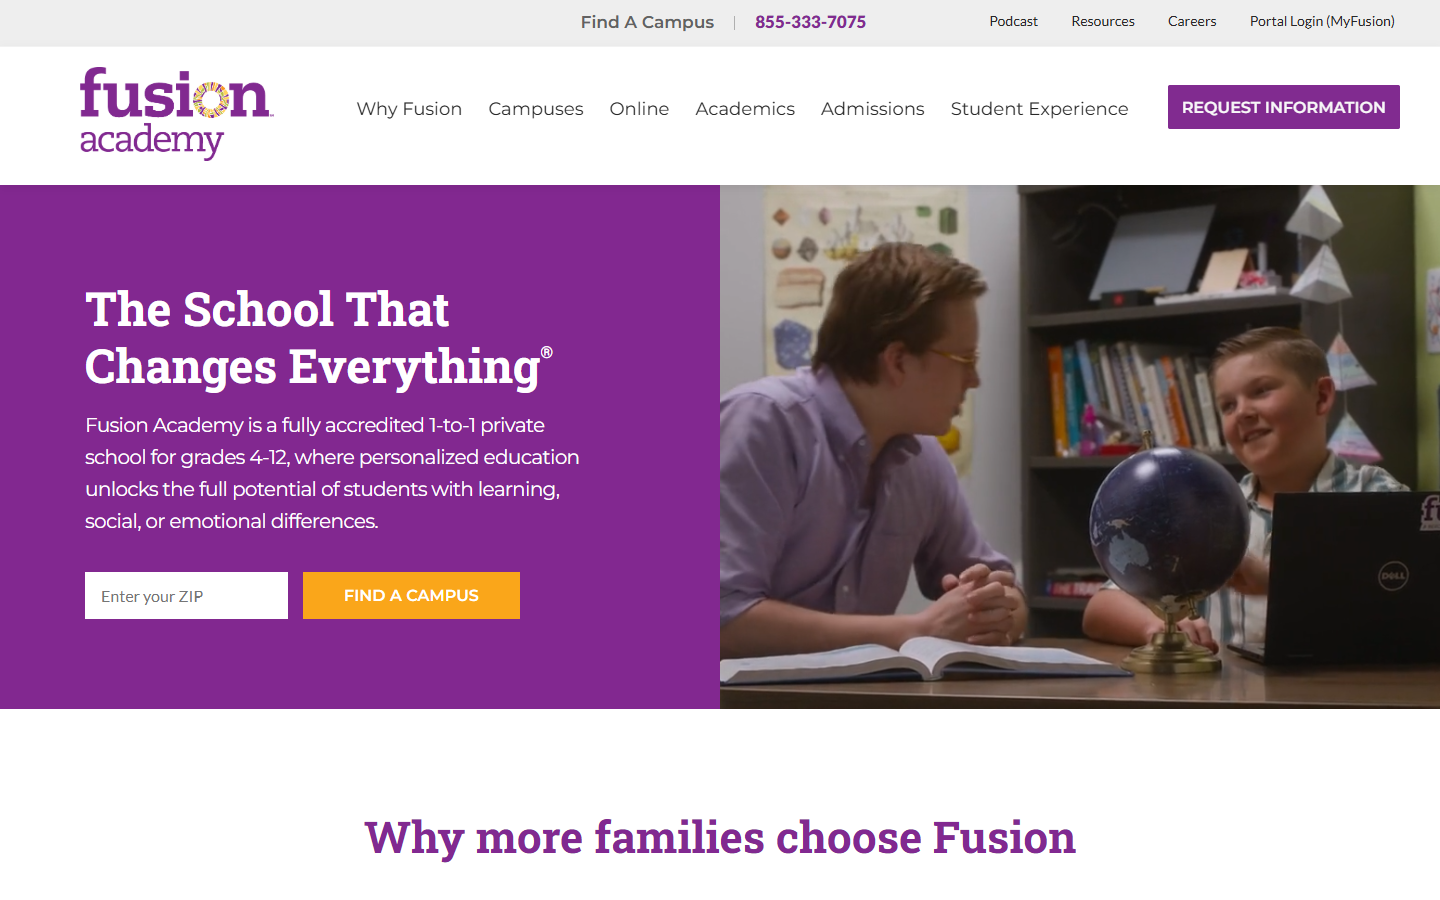 Find A Campus | 855-333-7075
Podcast Resources Careers Portal Login (MyFusion)
fusion
academy
Why Fusion Campuses Online Academics Admissions Student Experience
REQUEST INFORMATION
The School That
Changes Everything®
Fusion Academy is a fully accredited 1-to-1 private
school for grades 4-12, where personalized education
unlocks the full potential of students with learning,
social, or emotional differences.
Enter your ZIP
FIND A CAMPUS
DELL
Why more families choose Fusion